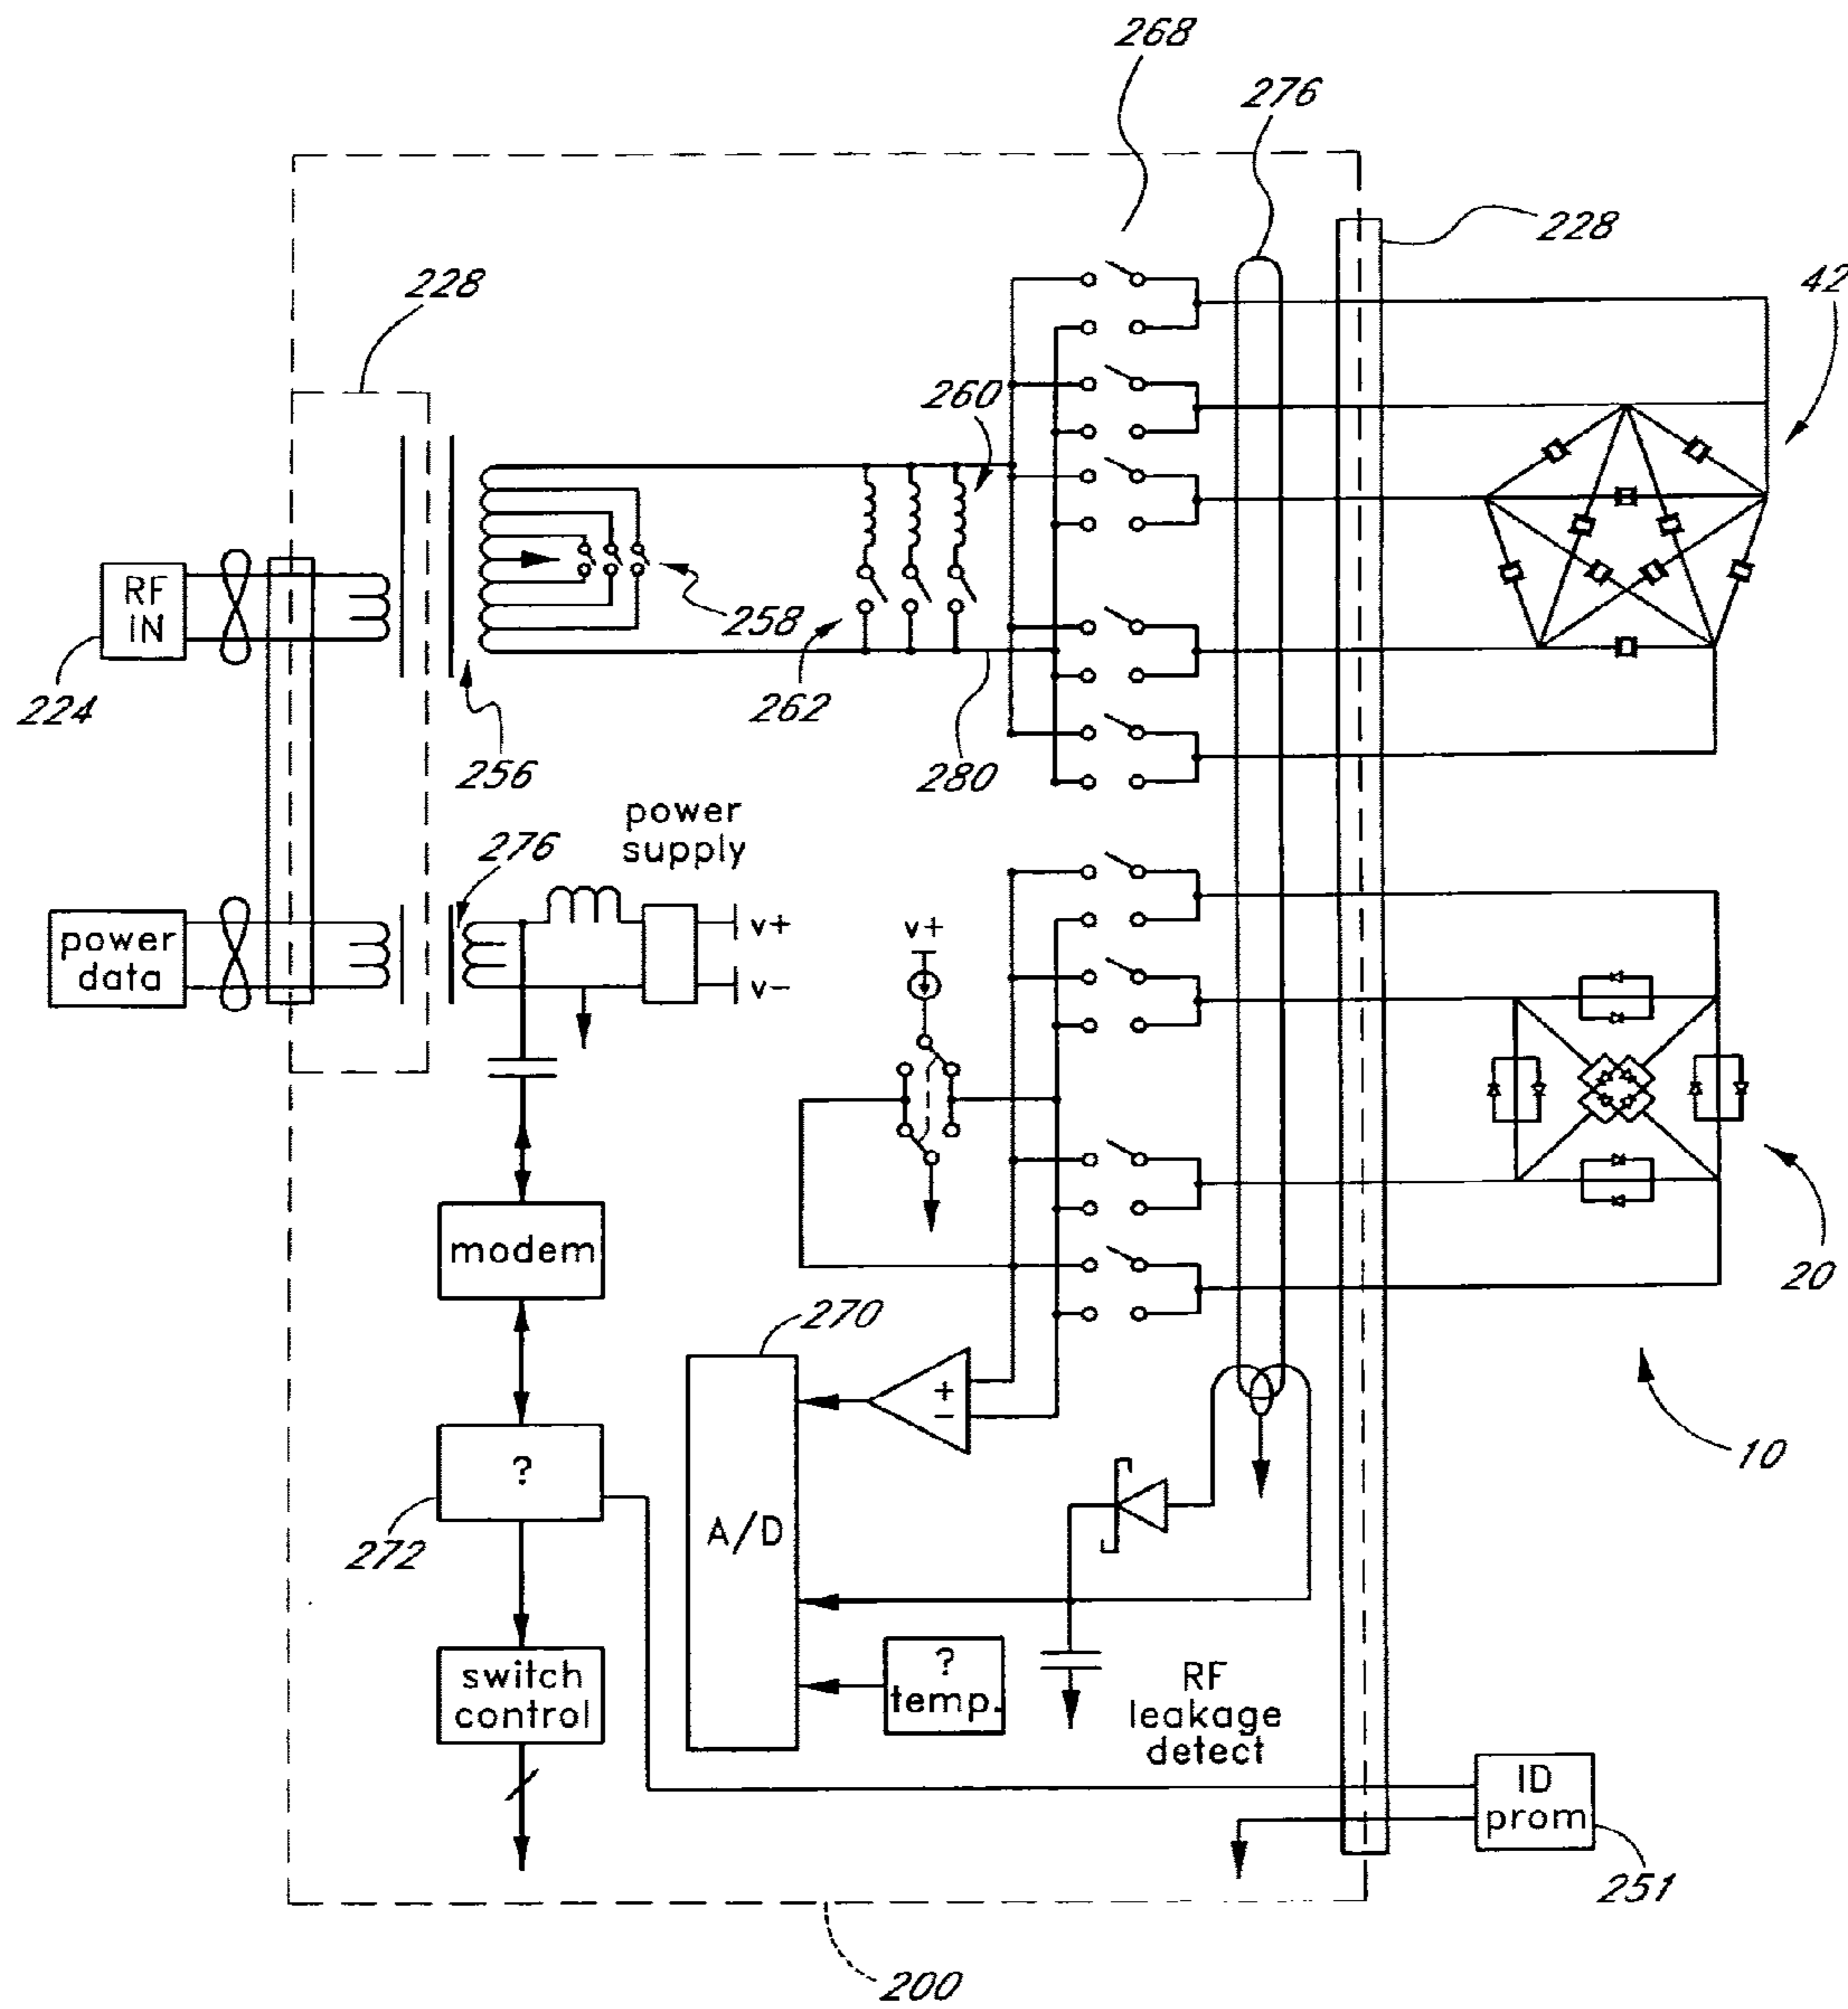 268
276
228
228
42
260
RF
IN
258
224
262
256
280
power
supply
276
v+
v+
power
data
v-
modem
20
270
+
-
10
?
A/D
272
?
temp.
switch
control
RF
leakage
detect
ID
prom
251
200